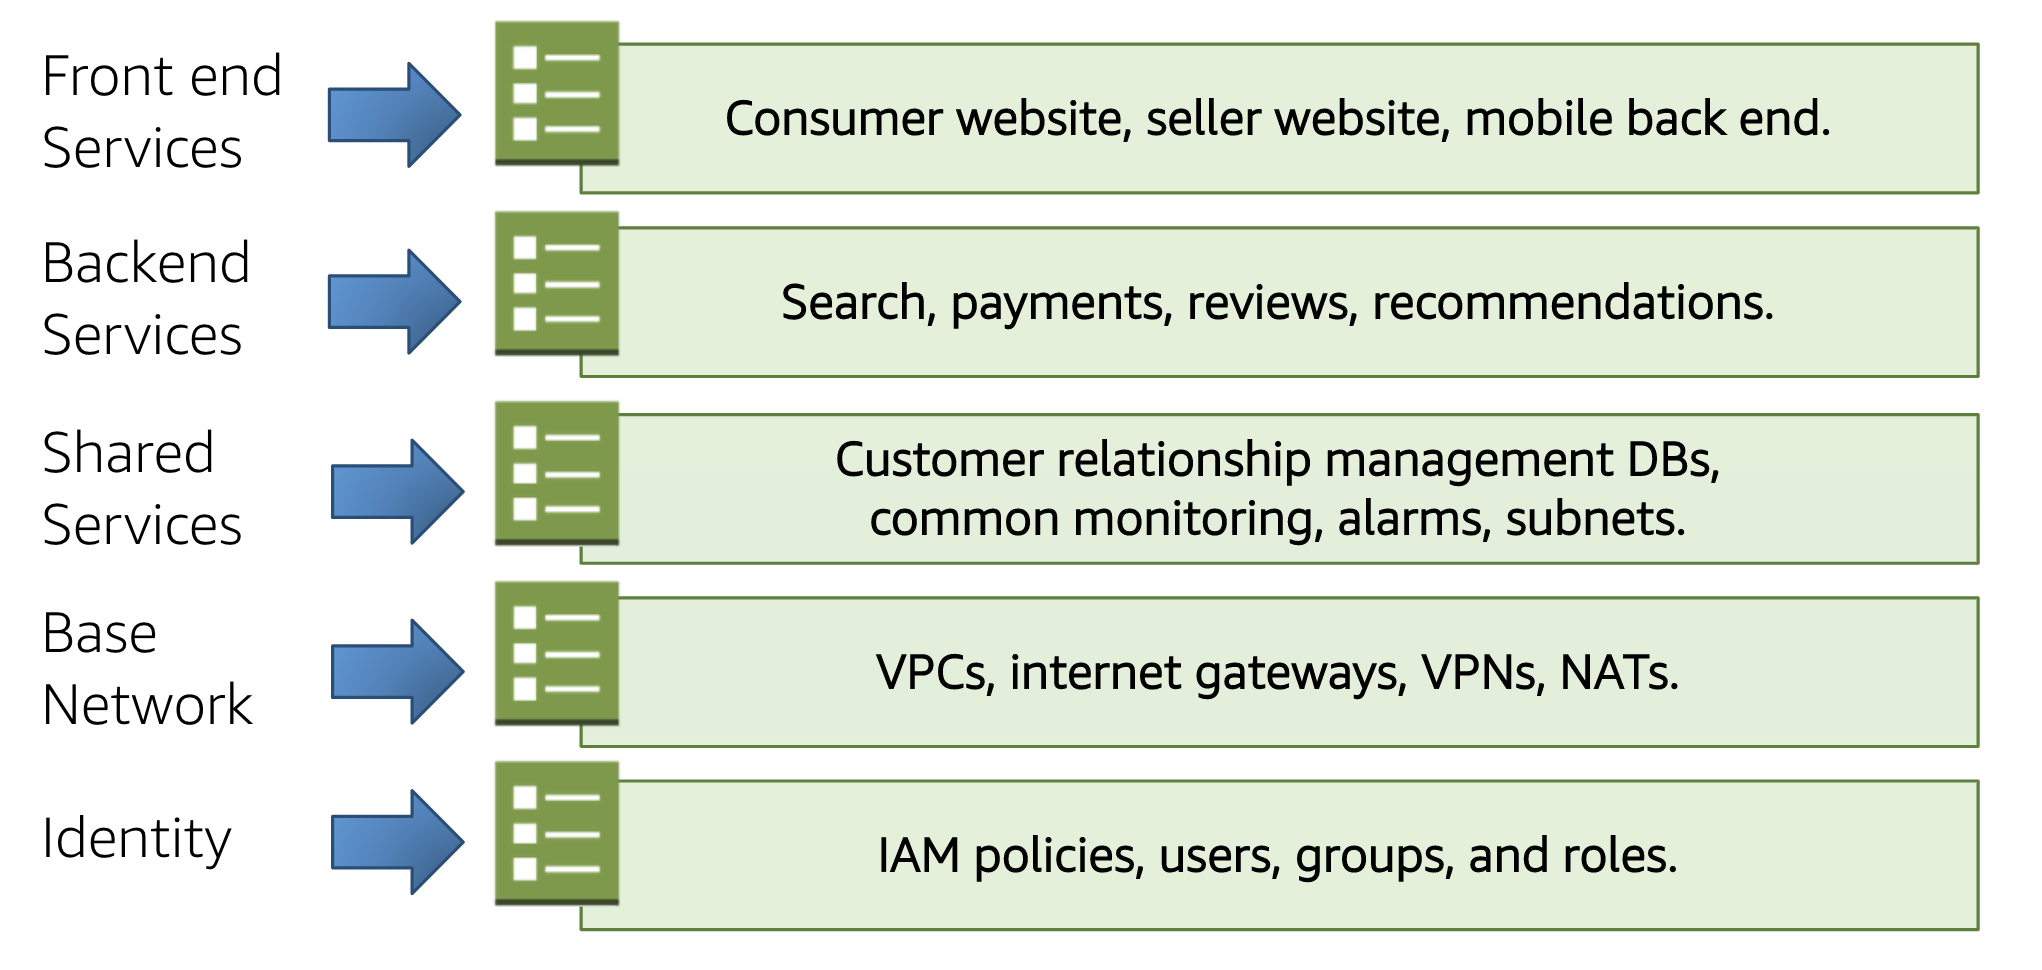 Front end
Services
Consumer website, seller website, mobile back end.
Backend
Services
Search, payments, reviews, recommendations.
Shared
Services
Customer relationship management DBs,
common monitoring, alarms, subnets.
Base
Network
VPCs, internet gateways, VPNs, NATs.
Identity
IAM policies, users, groups, and roles.